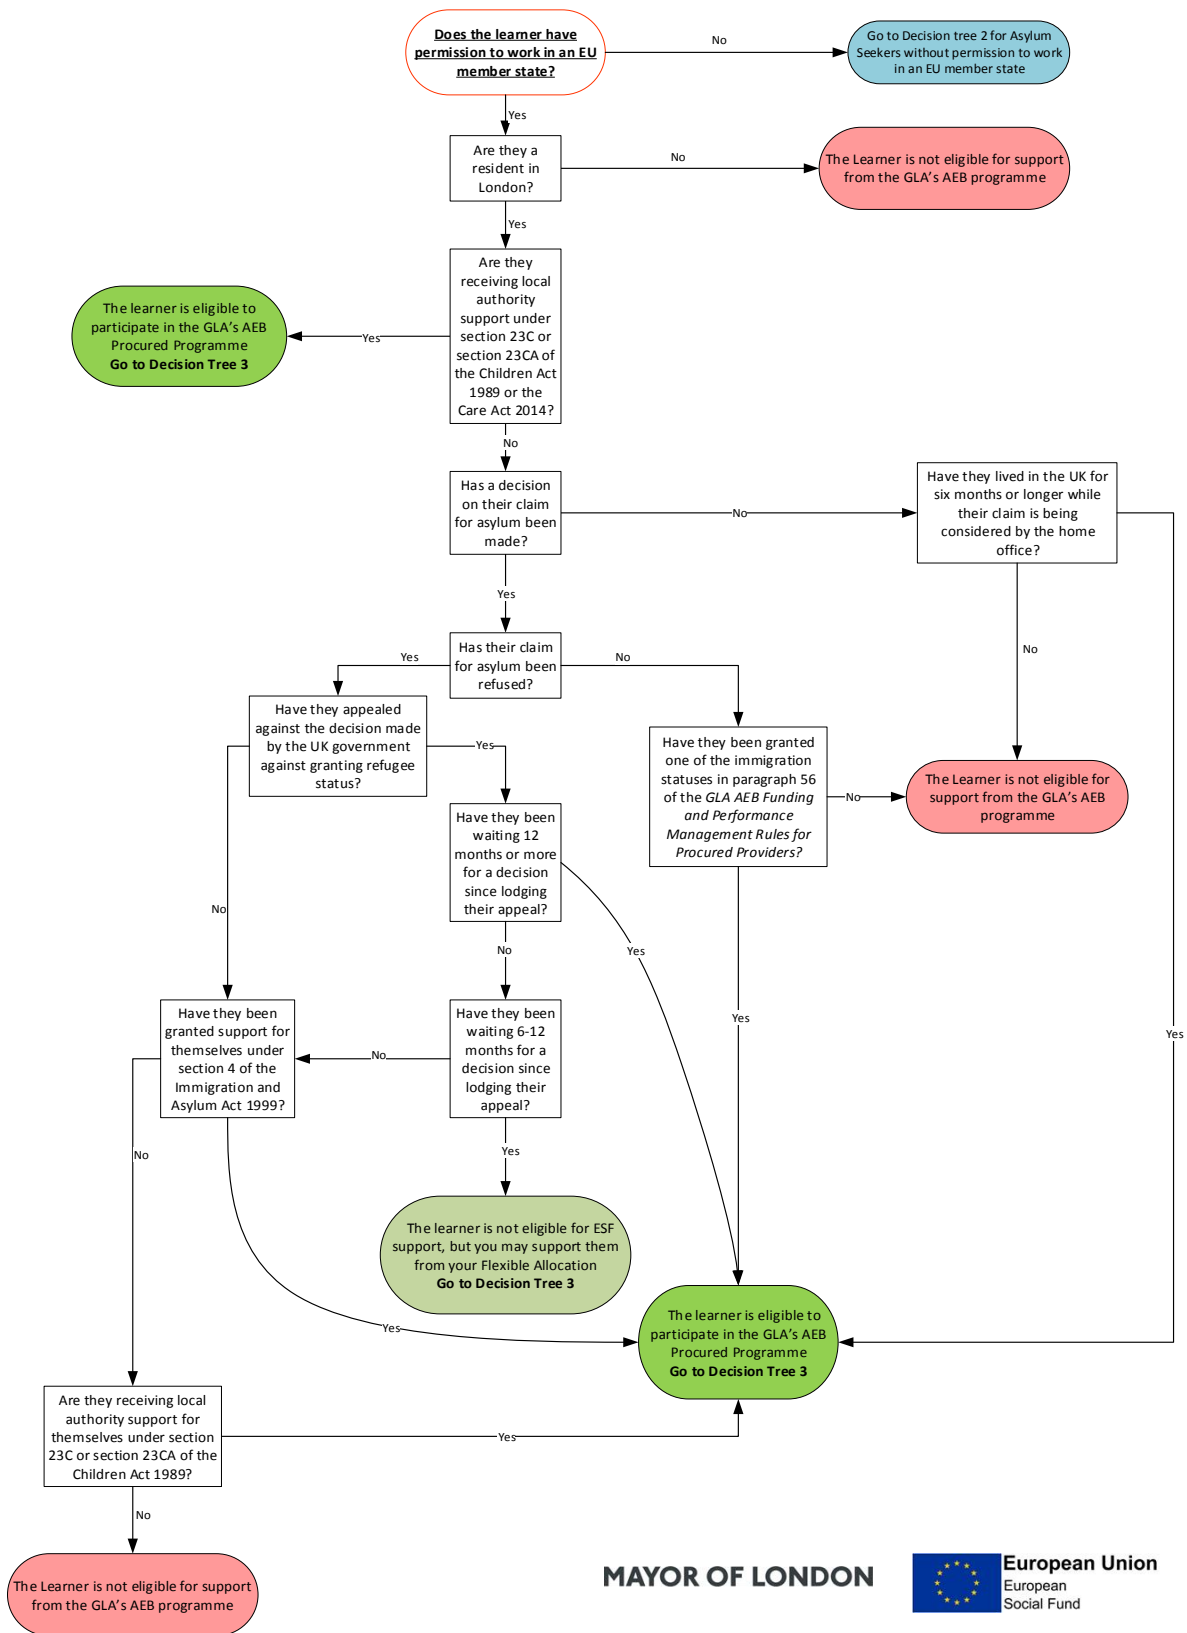 Does the learner have
permission to work in an EU
member state?
No
Go to Decision tree 2 for Asylum
Seekers without permission to work
in an EU member state
Yes
Are they a
resident in
London?
No
The Learner is not eligible for support
from the GLA's AEB programme
Yes
Are they
receiving local
authority
support under
section 23C or
section 23CA of
the Children Act
1989 or the
Care Act 2014?
Yes
The learner is eligible to
participate in the GLA's AEB
Procured Programme
Go to Decision Tree 3
No
Has a decision
on their claim
for asylum been
made?
No
Have they lived in the UK for
six months or longer while
their claim is being
considered by the home
office?
Yes
No
Yes
Has their claim
for asylum been
refused?
Yes
No
Have they appealed
against the decision made
by the UK government
against granting refugee
status?
Yes
No
Have they been granted
one of the immigration
statuses in paragraph 56
of the GLA AEB Funding
and Performance
Management Rules for
Procured Providers?
No
The Learner is not eligible for
support from the GLA's AEB
programme
Yes
Have they been
waiting 12
months or more
for a decision
since lodging
their appeal?
Yes
No
Have they been
waiting 6-12
months for a
decision since
lodging their
appeal?
No
Yes
Have they been
granted support for
themselves under
section 4 of the
Immigration and
Asylum Act 1999?
No
Yes
The learner is not eligible for ESF
support, but you may support them
from your Flexible Allocation
Go to Decision Tree 3
The learner is eligible to
participate in the GLA's AEB
Procured Programme
Go to Decision Tree 3
Are they receiving local
authority support for
themselves under section
23C or section 23CA of the
Children Act 1989?
Yes
No
The Learner is not eligible for support
from the GLA's AEB programme
MAYOR OF LONDON
European Union
European
Social Fund